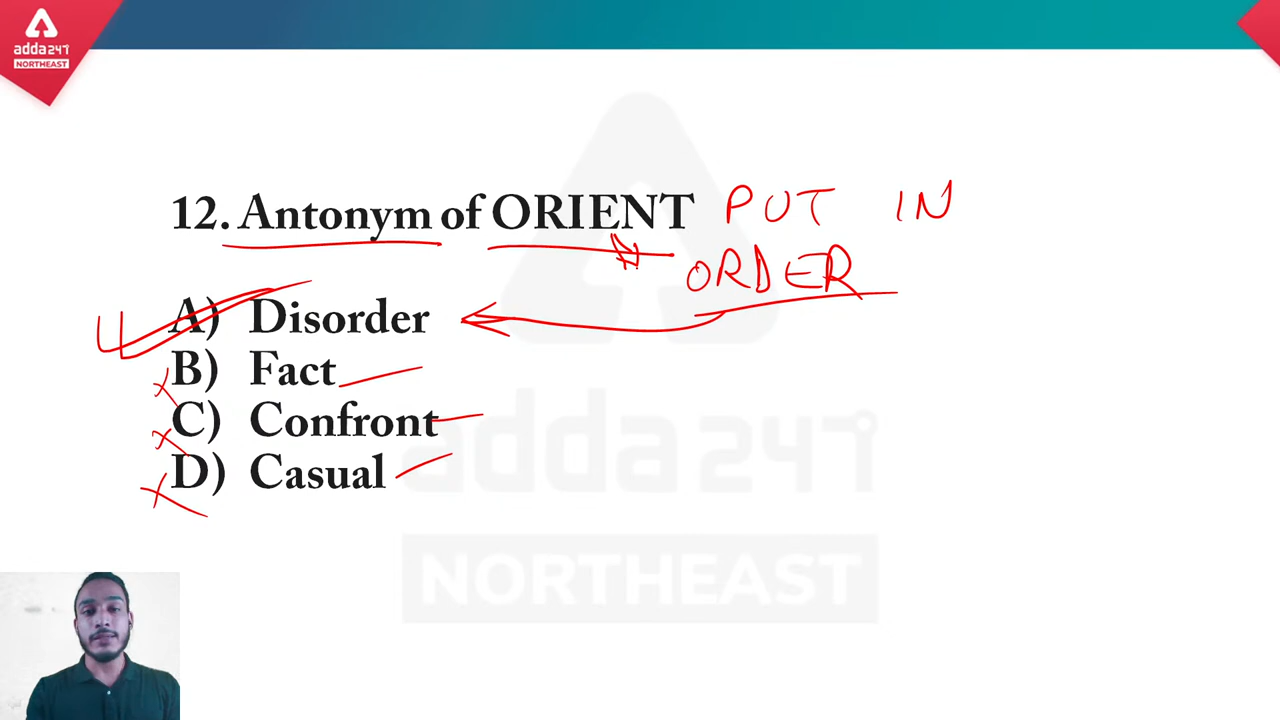 adda247
NORTHEAST
12. Antonym of ORIENT PUT IN
ORDER
A) Disorder
B) Fact
C) Confront
D) Casual
adda247
NORTHEAST